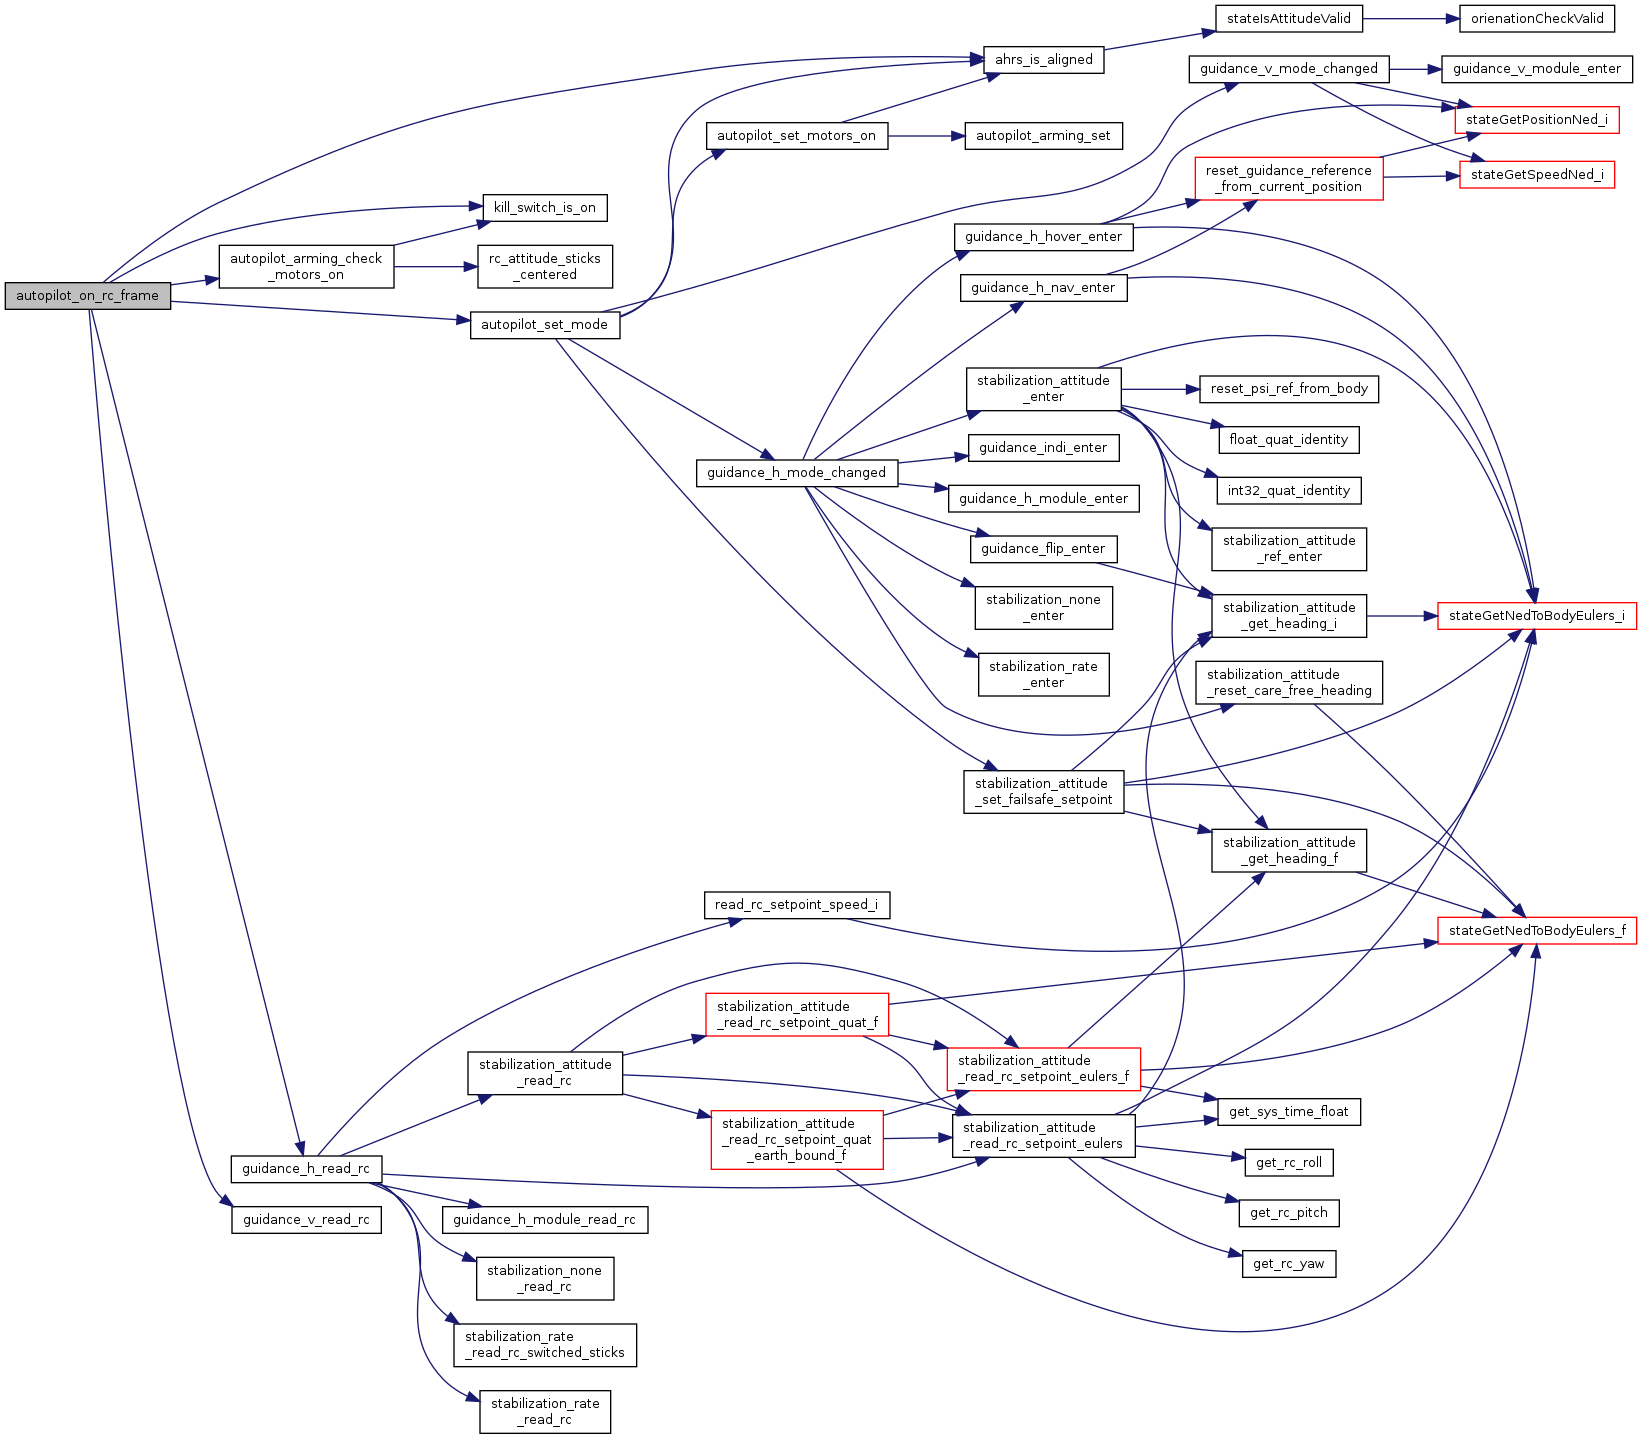 autopilot_on_rc_frame
kill_switch_is_on
autopilot_arming_check
_motors_on
rc_attitude_sticks
_centered
autopilot_set_mode
autopilot_set_motors_on
autopilot_arming_set
ahrs_is_aligned
stateIsAttitudeValid
orienationCheckValid
guidance_v_mode_changed
guidance_v_module_enter
stateGetPositionNed_i
stateGetSpeedNed_i
reset_guidance_reference
_from_current_position
guidance_h_hover_enter
guidance_h_nav_enter
stabilization_attitude
_enter
reset_psi_ref_from_body
float_quat_identity
int32_quat_identity
stabilization_attitude
_ref_enter
guidance_h_mode_changed
guidance_indi_enter
guidance_h_module_enter
guidance_flip_enter
stabilization_none
_enter
stabilization_rate
_enter
stabilization_attitude
_get_heading_i
stateGetNedToBodyEulers_i
stabilization_attitude
_reset_care_free_heading
stabilization_attitude
_set_failsafe_setpoint
stabilization_attitude
_get_heading_f
stateGetNedToBodyEulers_f
read_rc_setpoint_speed_i
stabilization_attitude
_read_rc_setpoint_quat_f
stabilization_attitude
_read_rc
stabilization_attitude
_read_rc_setpoint_eulers_f
stabilization_attitude
_read_rc_setpoint_quat
_earth_bound_f
stabilization_attitude
_read_rc_setpoint_eulers
get_sys_time_float
get_rc_roll
get_rc_pitch
get_rc_yaw
guidance_h_read_rc
guidance_v_read_rc
guidance_h_module_read_rc
stabilization_none
_read_rc
stabilization_rate
_read_rc_switched_sticks
stabilization_rate
_read_rc